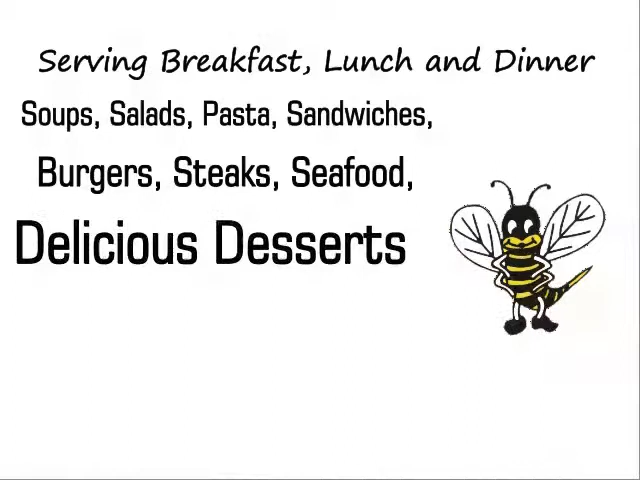 Serving Breakfast, Lunch and Dinner
Soups, Salads, Pasta, Sandwiches,
Burgers, Steaks, Seafood,
Delicious Desserts